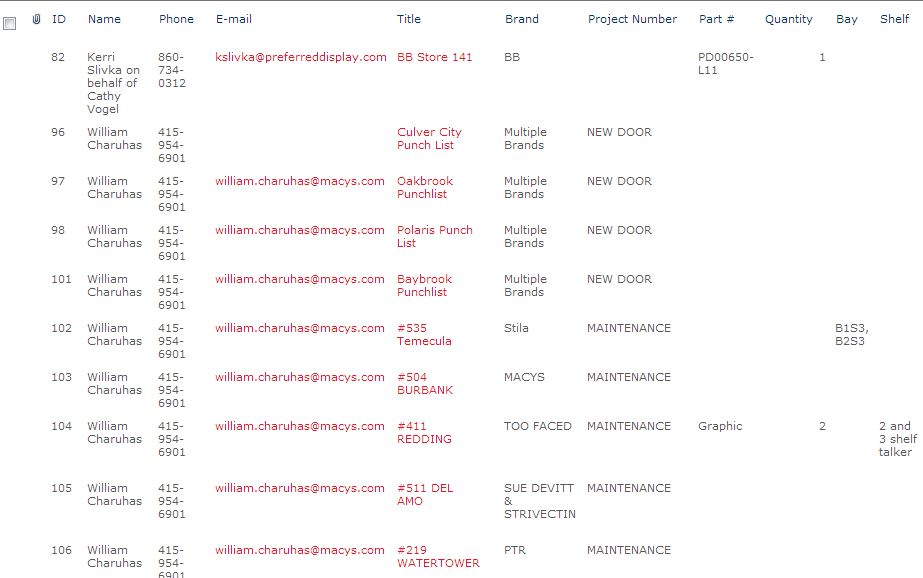 ID Name Phone E-mail Title Brand Project Number Part # Quantity Bay Shelf
82 Kerri 860- kslivka@preferreddisplay.com BB Store 141 BB PD00650- 1
Slivka on 734- L11
behalf of 0312
Cathy
Vogel
96 William 415- Culver City Multiple NEW DOOR
Charuhas 954- Punch List Brands
6901
97 William 415- william.charuhas@macys.com Oakbrook Multiple NEW DOOR
Charuhas 954- Punchlist Brands
6901
98 William 415- william.charuhas@macys.com Polaris Punch Multiple NEW DOOR
Charuhas 954- List Brands
6901
101 William 415- william.charuhas@macys.com Baybrook Multiple NEW DOOR
Charuhas 954- Punchlist Brands
6901
102 William 415- william.charuhas@macys.com #535 Stila MAINTENANCE B1S3,
Charuhas 954- Temecula B2S3
6901
103 William 415- william.charuhas@macys.com #504 MACYS MAINTENANCE
Charuhas 954- BURBANK
6901
104 William 415- william.charuhas@macys.com #411 TOO FACED MAINTENANCE Graphic 2 2 and
Charuhas 954- REDDING 3 shelf
6901 talker
105 William 415- william.charuhas@macys.com #511 DEL SUE DEVITT MAINTENANCE
Charuhas 954- AMO &
6901 STRIVECTIN
106 William 415- william.charuhas@macys.com #219 PTR MAINTENANCE
Charuhas 954- WATERTOWER
6901